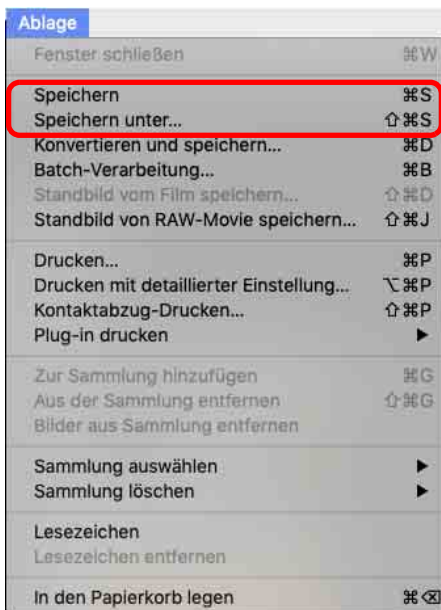 Ablage
Fenster schließen ⌘W
Speichern ⌘S
Speichern unter... ⇧⌘S
Konvertieren und speichern... ⌘D
Batch-Verarbeitung... ⌘B
Standbild vom Film speichern... ⇧⌘D
Standbild von RAW-Movie speichern... ⇧⌘J
Drucken... ⌘P
Drucken mit detaillierter Einstellung... ⌥⌘P
Kontaktabzug-Drucken... ⇧⌘P
Plug-in drucken ▶
Zur Sammlung hinzufügen ⌘G
Aus der Sammlung entfernen ⇧⌘G
Bilder aus Sammlung entfernen
Sammlung auswählen ▶
Sammlung löschen ▶
Lesezeichen
Lesezeichen entfernen
In den Papierkorb legen ⌘⌫